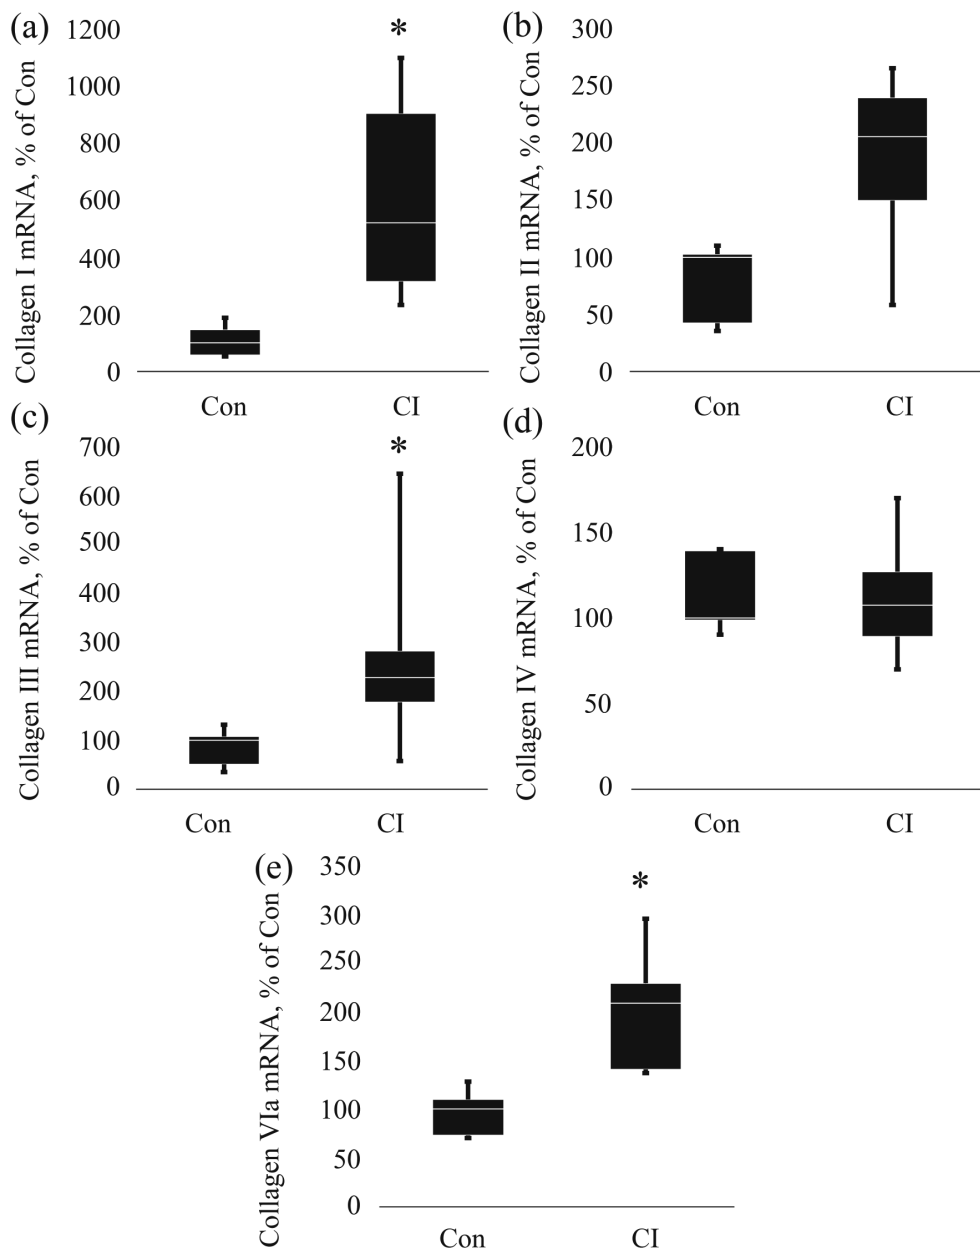 (a)
Collagen I mRNA, % of Con
1200
1000
800
600
400
200
0
*
Con
CI
(b)
Collagen II mRNA, % of Con
300
250
200
150
100
50
0
Con
CI
(c)
Collagen III mRNA, % of Con
700
600
500
400
300
200
100
0
*
Con
CI
(d)
Collagen IV mRNA, % of Con
200
150
100
50
0
Con
CI
(e)
Collagen VIa mRNA, % of Con
350
300
250
200
150
100
50
0
*
Con
CI